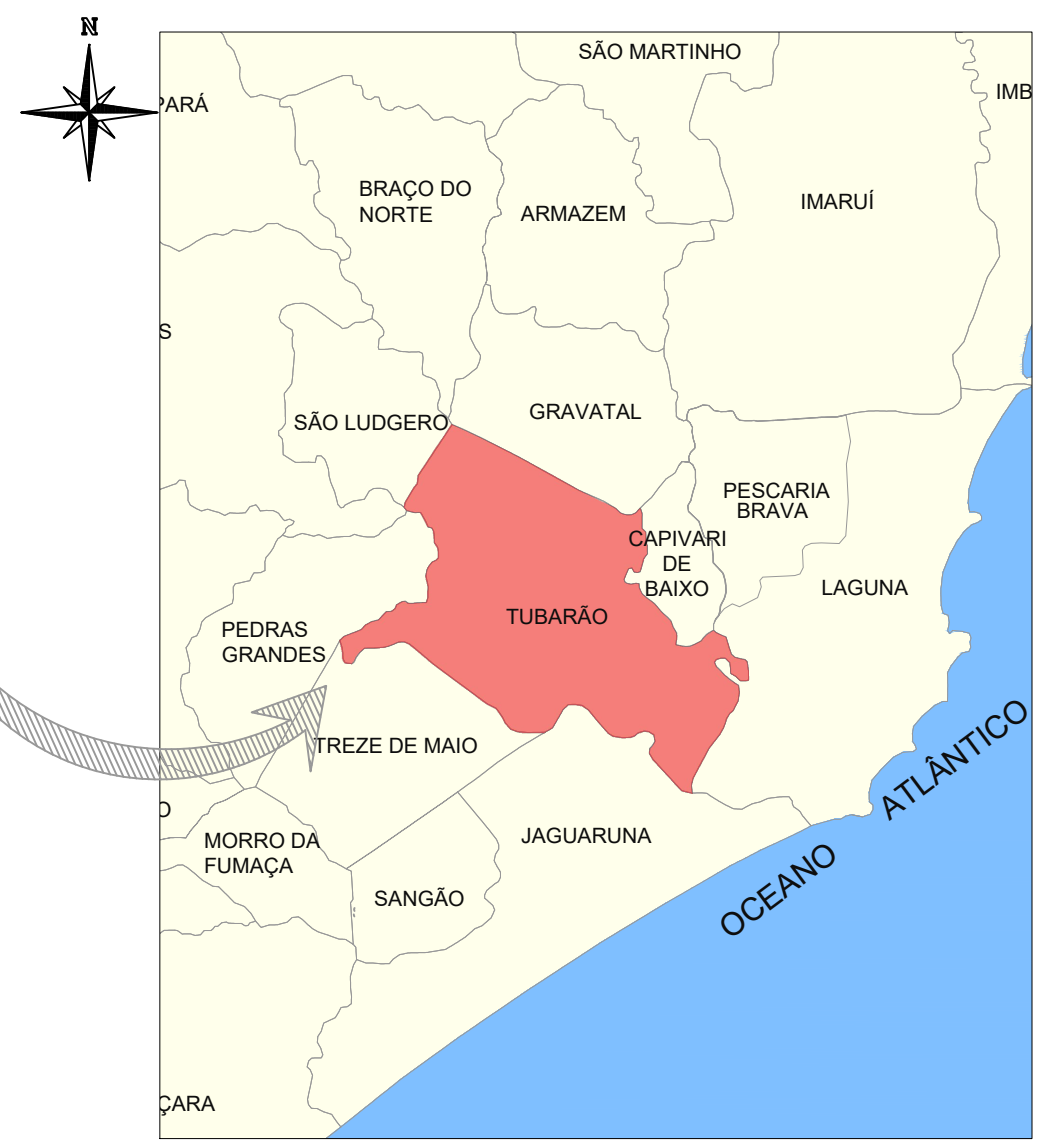 N
SÃO MARTINHO
IMB
PARÁ
BRAÇO DO
NORTE
ARMAZEM
IMARUÍ
S
GRAVATAL
SÃO LUDGERO
PESCARIA
BRAVA
CAPIVARI
DE
BAIXO
LAGUNA
TUBARÃO
PEDRAS
GRANDES
TREZE DE MAIO
OCEANO ATLÂNTICO
O
MORRO DA
FUMAÇA
JAGUARUNA
SANGÃO
ÇARA